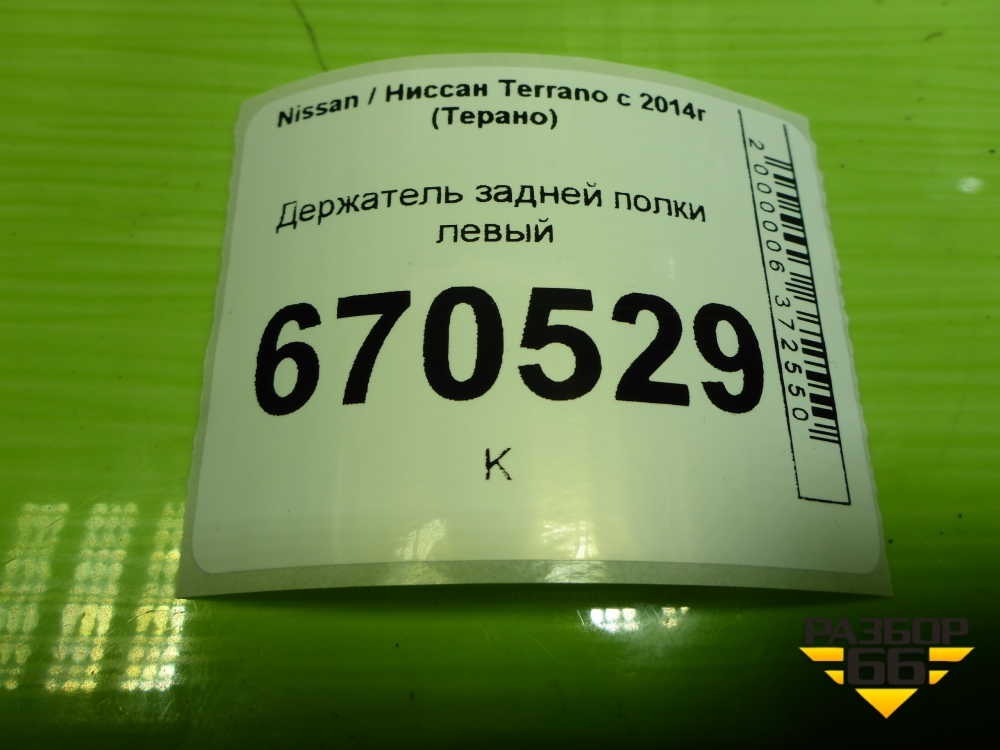 Nissan / Ниссан Terrano с 2014г
(Терано)
Держатель задней полки
левый
670529
К
2000006372550
РАЗБОР
66